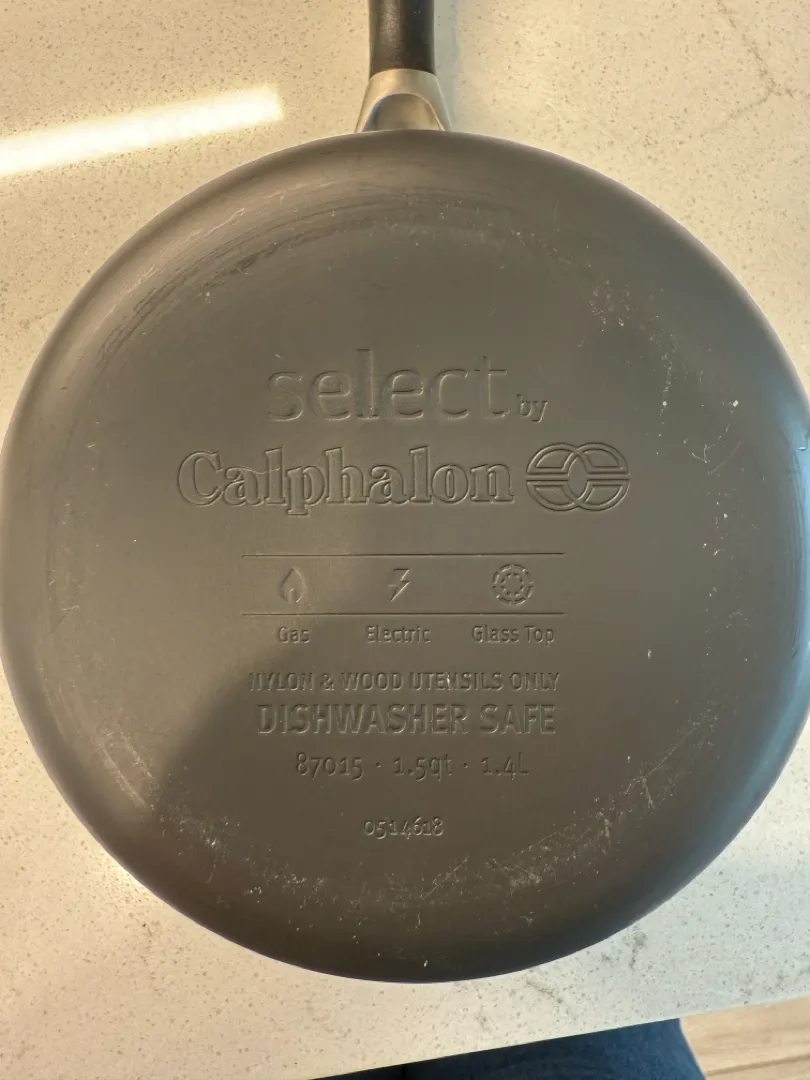 select by
Calphalon
Gas Electric Glass Top
NYLON & WOOD UTENSILS ONLY
DISHWASHER SAFE
87015 · 1.5qt · 1.4L
0514618